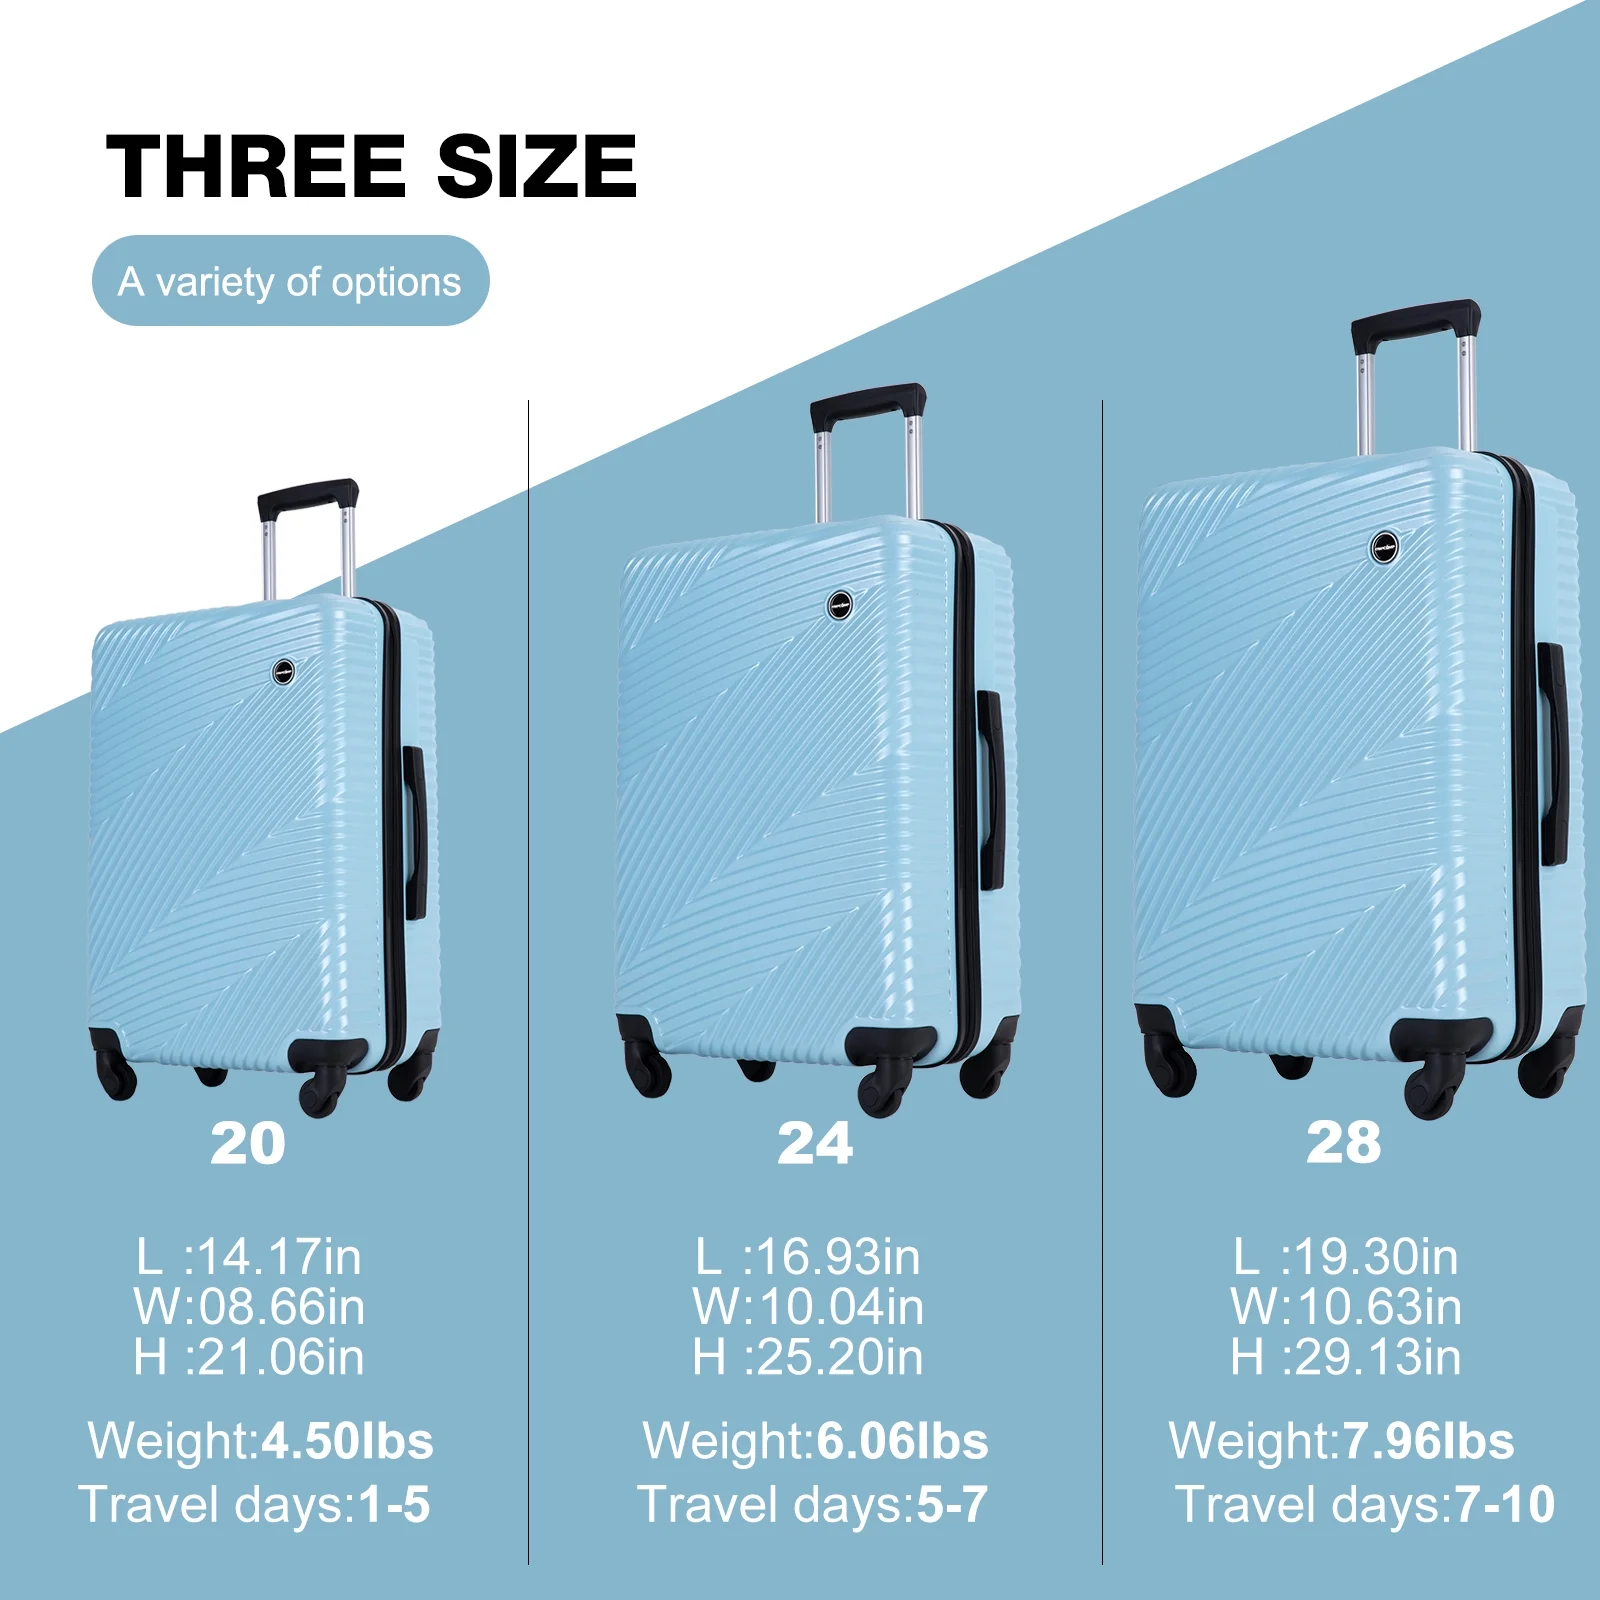 THREE SIZE
A variety of options
20
L :14.17in
W:08.66in
H :21.06in
Weight:4.50lbs
Travel days:1-5
24
L :16.93in
W:10.04in
H :25.20in
Weight:6.06lbs
Travel days:5-7
28
L :19.30in
W:10.63in
H :29.13in
Weight:7.96lbs
Travel days:7-10